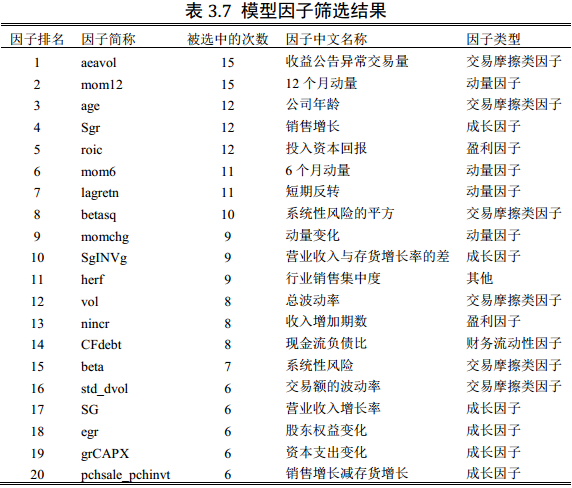 表 3.7 模型因子筛选结果
因子排名 因子简称 被选中的次数 因子中文名称 因子类型
1 aeavol 15 收益公告异常交易量 交易摩擦类因子
2 mom12 15 12 个月动量 动量因子
3 age 12 公司年龄 交易摩擦类因子
4 Sgr 12 销售增长 成长因子
5 roic 12 投入资本回报 盈利因子
6 mom6 11 6 个月动量 动量因子
7 lagretn 11 短期反转 动量因子
8 betasq 10 系统性风险的平方 交易摩擦类因子
9 momchg 9 动量变化 动量因子
10 SgINVg 9 营业收入与存货增长率的差 成长因子
11 herf 9 行业销售集中度 其他
12 vol 8 总波动率 交易摩擦类因子
13 nincr 8 收入增加期数 盈利因子
14 CFdebt 8 现金流负债比 财务流动性因子
15 beta 7 系统性风险 交易摩擦类因子
16 std_dvol 6 交易额的波动率 交易摩擦类因子
17 SG 6 营业收入增长率 成长因子
18 egr 6 股东权益变化 成长因子
19 grCAPX 6 资本支出变化 成长因子
20 pchsale_pchinvt 6 销售增长减存货增长 成长因子